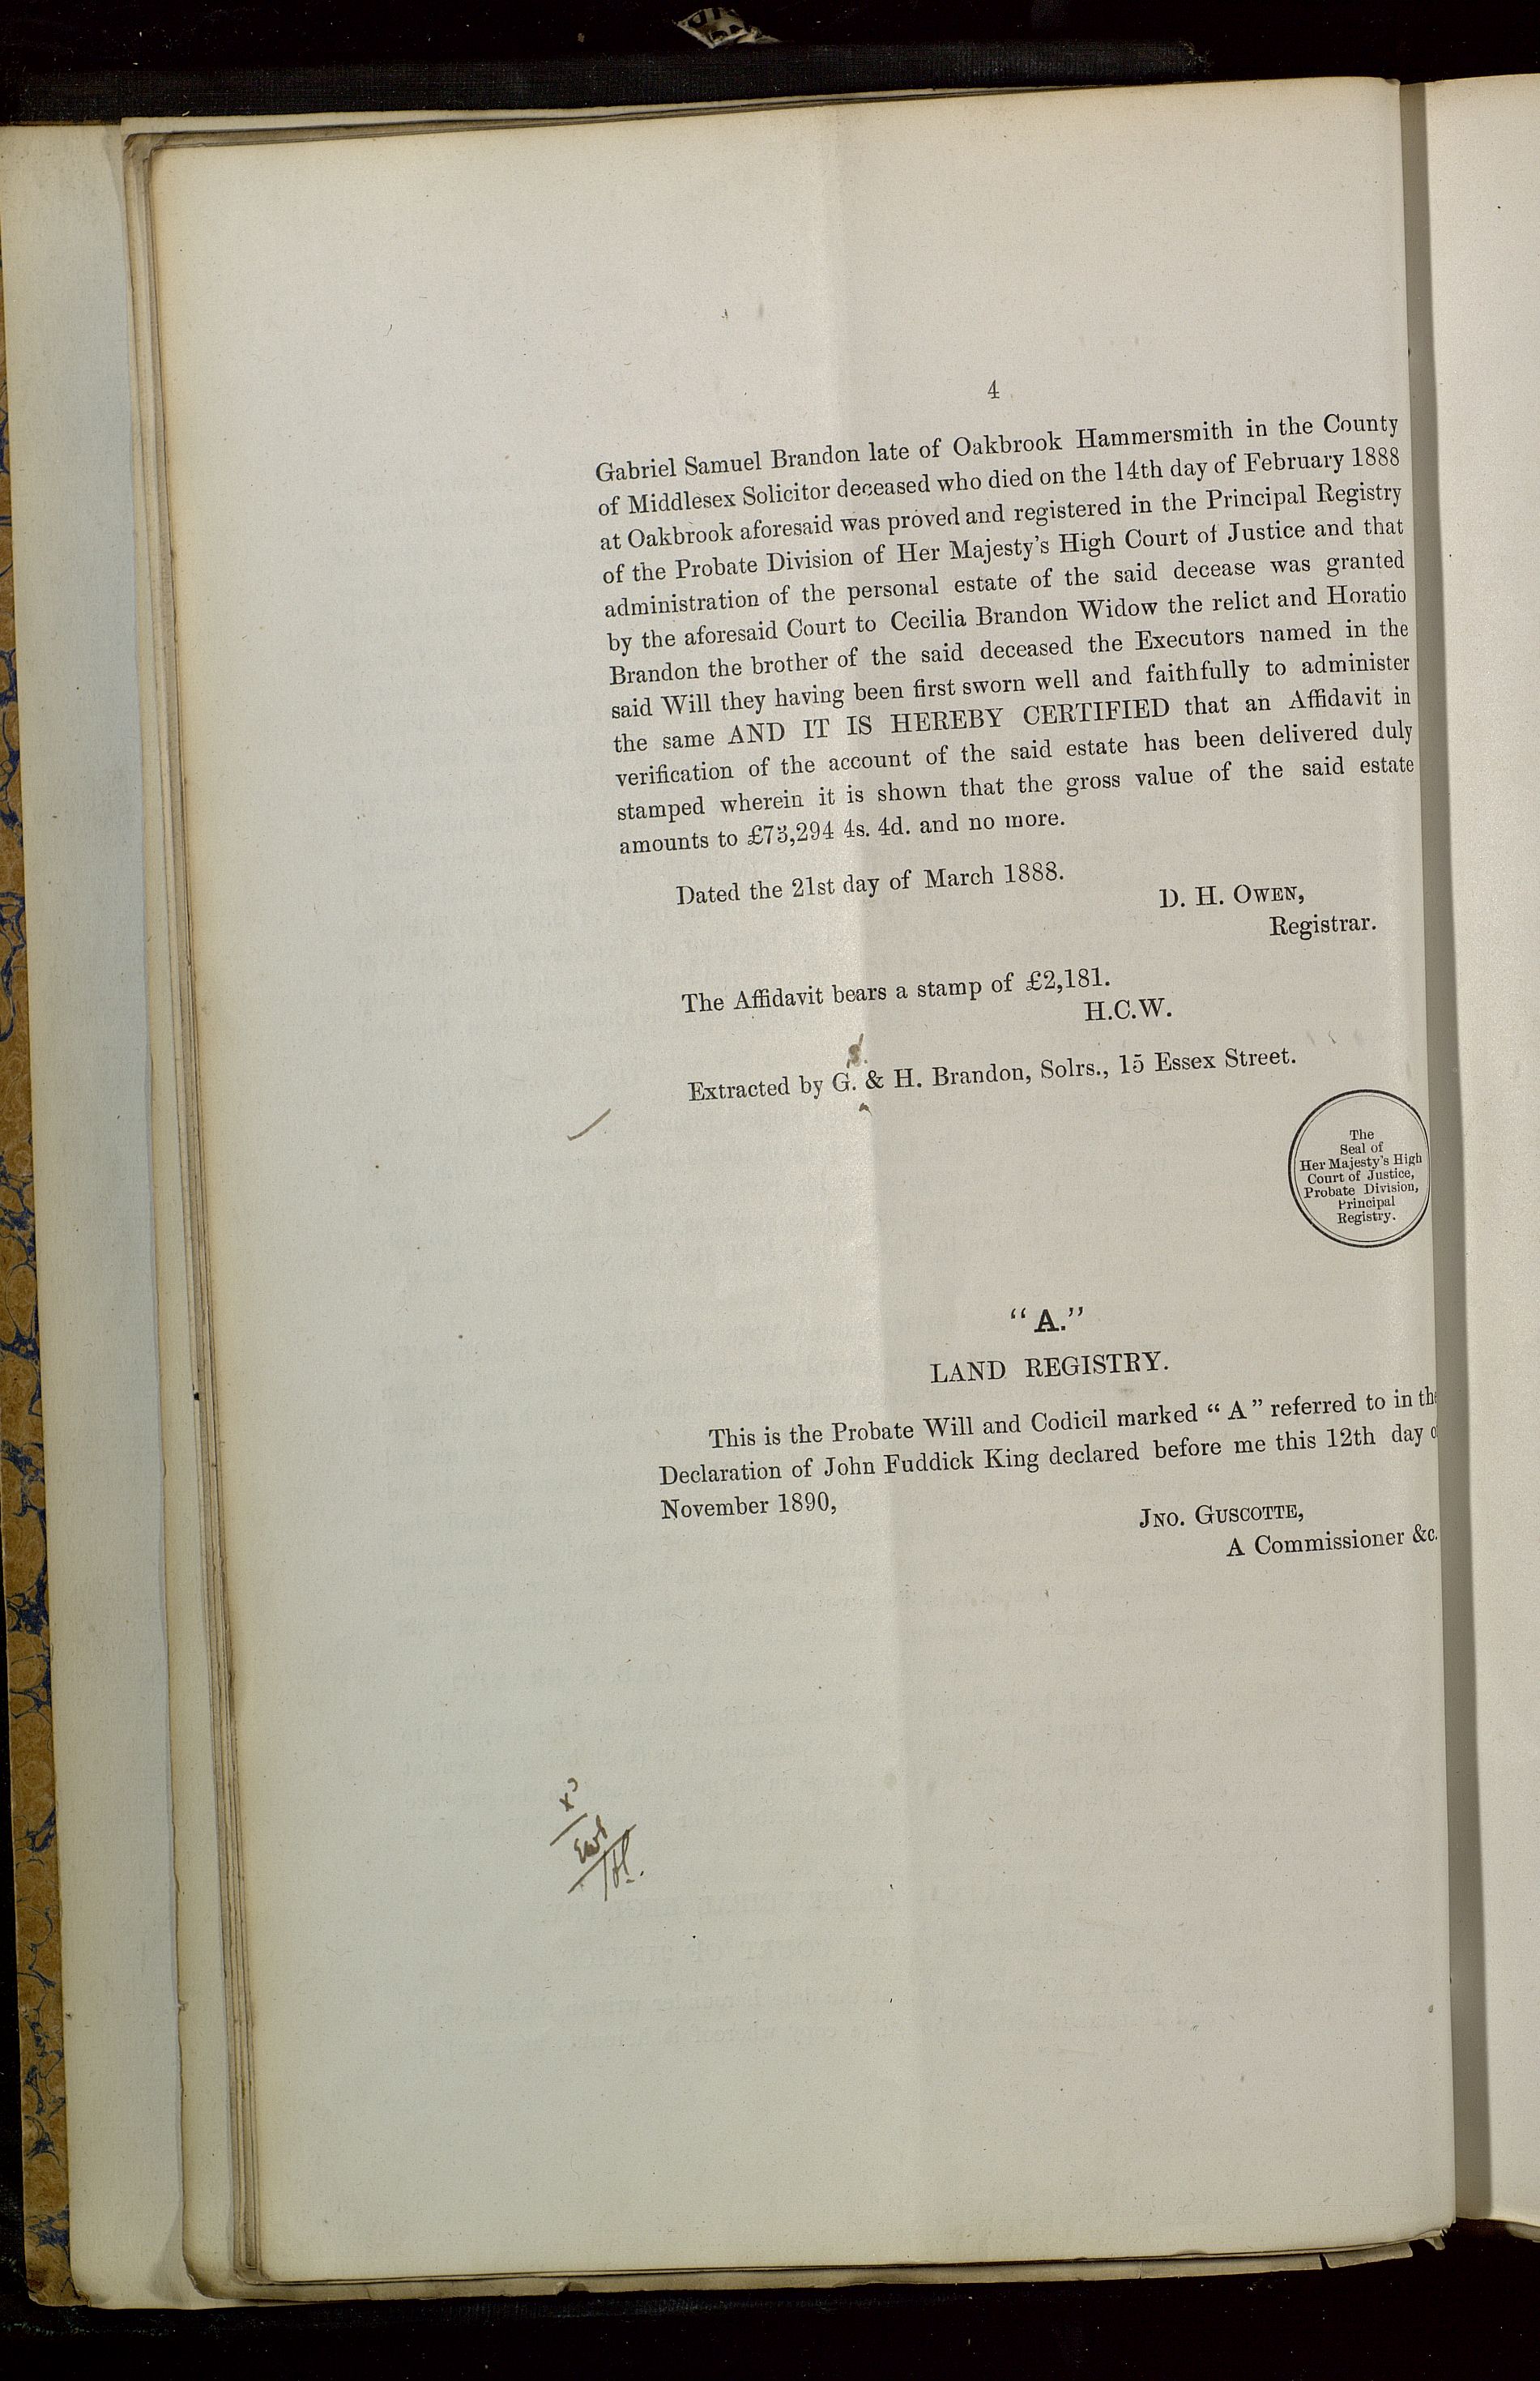 4
Gabriel Samuel Brandon late of Oakbrook Hammersmith in the County
of Middlesex Solicitor deceased who died on the 14th day of February 1888
at Oakbrook aforesaid was proved and registered in the Principal Registry
of the Probate Division of Her Majesty's High Court of Justice and that
administration of the personal estate of the said decease was granted
by the aforesaid Court to Cecilia Brandon Widow the relict and Horatio
Brandon the brother of the said deceased the Executors named in the
said Will they having been first sworn well and faithfully to administer
the same AND IT IS HEREBY CERTIFIED that an Affidavit in
verification of the account of the said estate has been delivered duly
stamped wherein it is shown that the gross value of the said estate
amounts to £73,294 4s. 4d. and no more.
Dated the 21st day of March 1888.
D. H. OWEN,
Registrar.
The Affidavit bears a stamp of £2,181.
H.C.W.
S.
Extracted by G. & H. Brandon, Solrs., 15 Essex Street.
The
Seal of
Her Majesty's High
Court of Justice,
Probate Division,
Principal
Registry.
"A."
LAND REGISTRY.
This is the Probate Will and Codicil marked "A" referred to in the
Declaration of John Fuddick King declared before me this 12th day
November 1890,
JNO. GUSCOTTE,
A Commissioner &c.